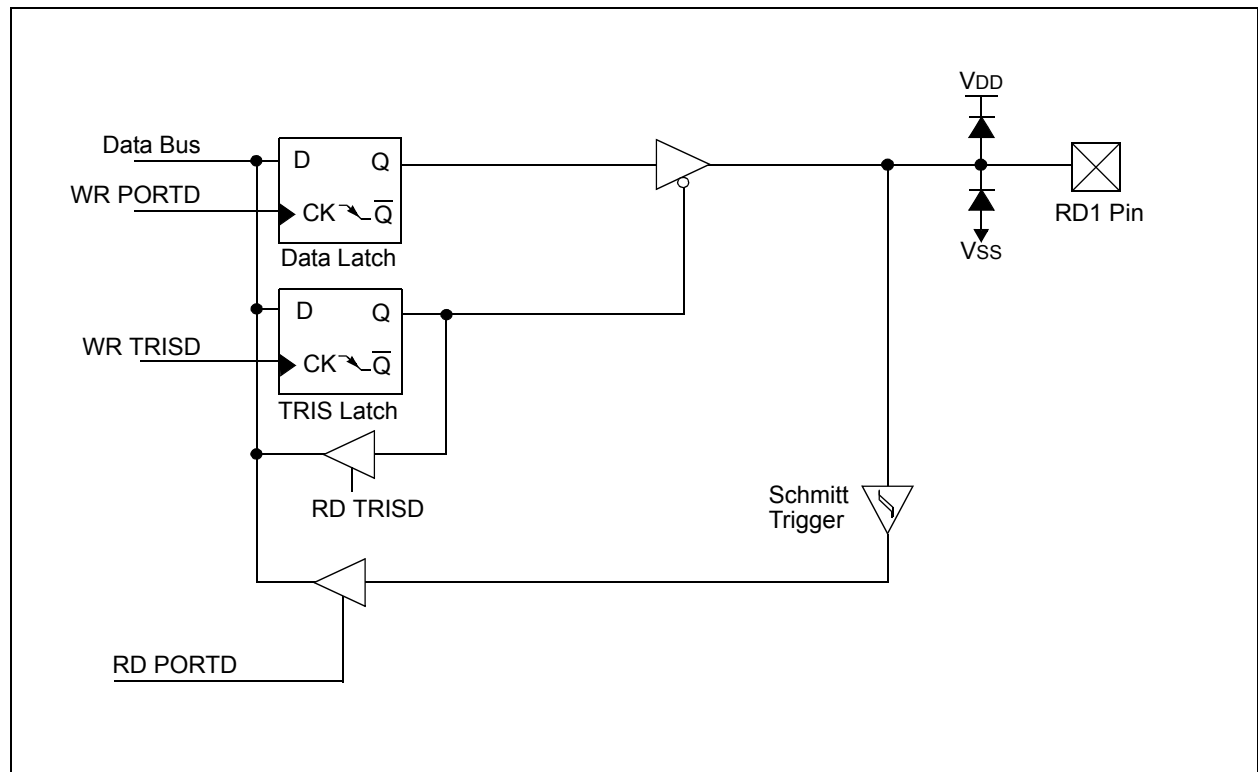 VDD
Data Bus
D Q
WR PORTD
CK Q̅
RD1 Pin
Data Latch
VSS
D Q
WR TRISD
CK Q̅
TRIS Latch
Schmitt
Trigger
RD TRISD
RD PORTD